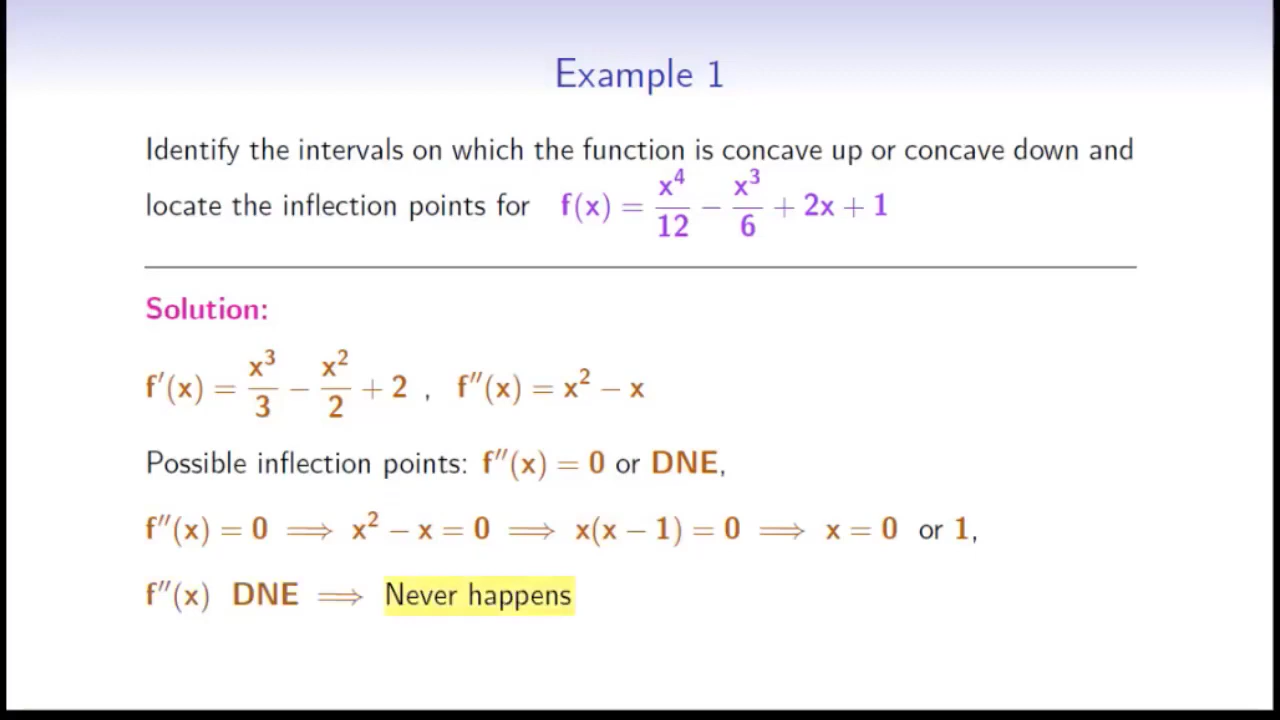 Example 1
Identify the intervals on which the function is concave up or concave down and
locate the inflection points for f(x) = x⁴/12 − x³/6 + 2x + 1
Solution:
f′(x) = x³/3 − x²/2 + 2 , f″(x) = x² − x
Possible inflection points: f″(x) = 0 or DNE,
f″(x) = 0 ⟹ x² − x = 0 ⟹ x(x − 1) = 0 ⟹ x = 0 or 1,
f″(x) DNE ⟹ Never happens